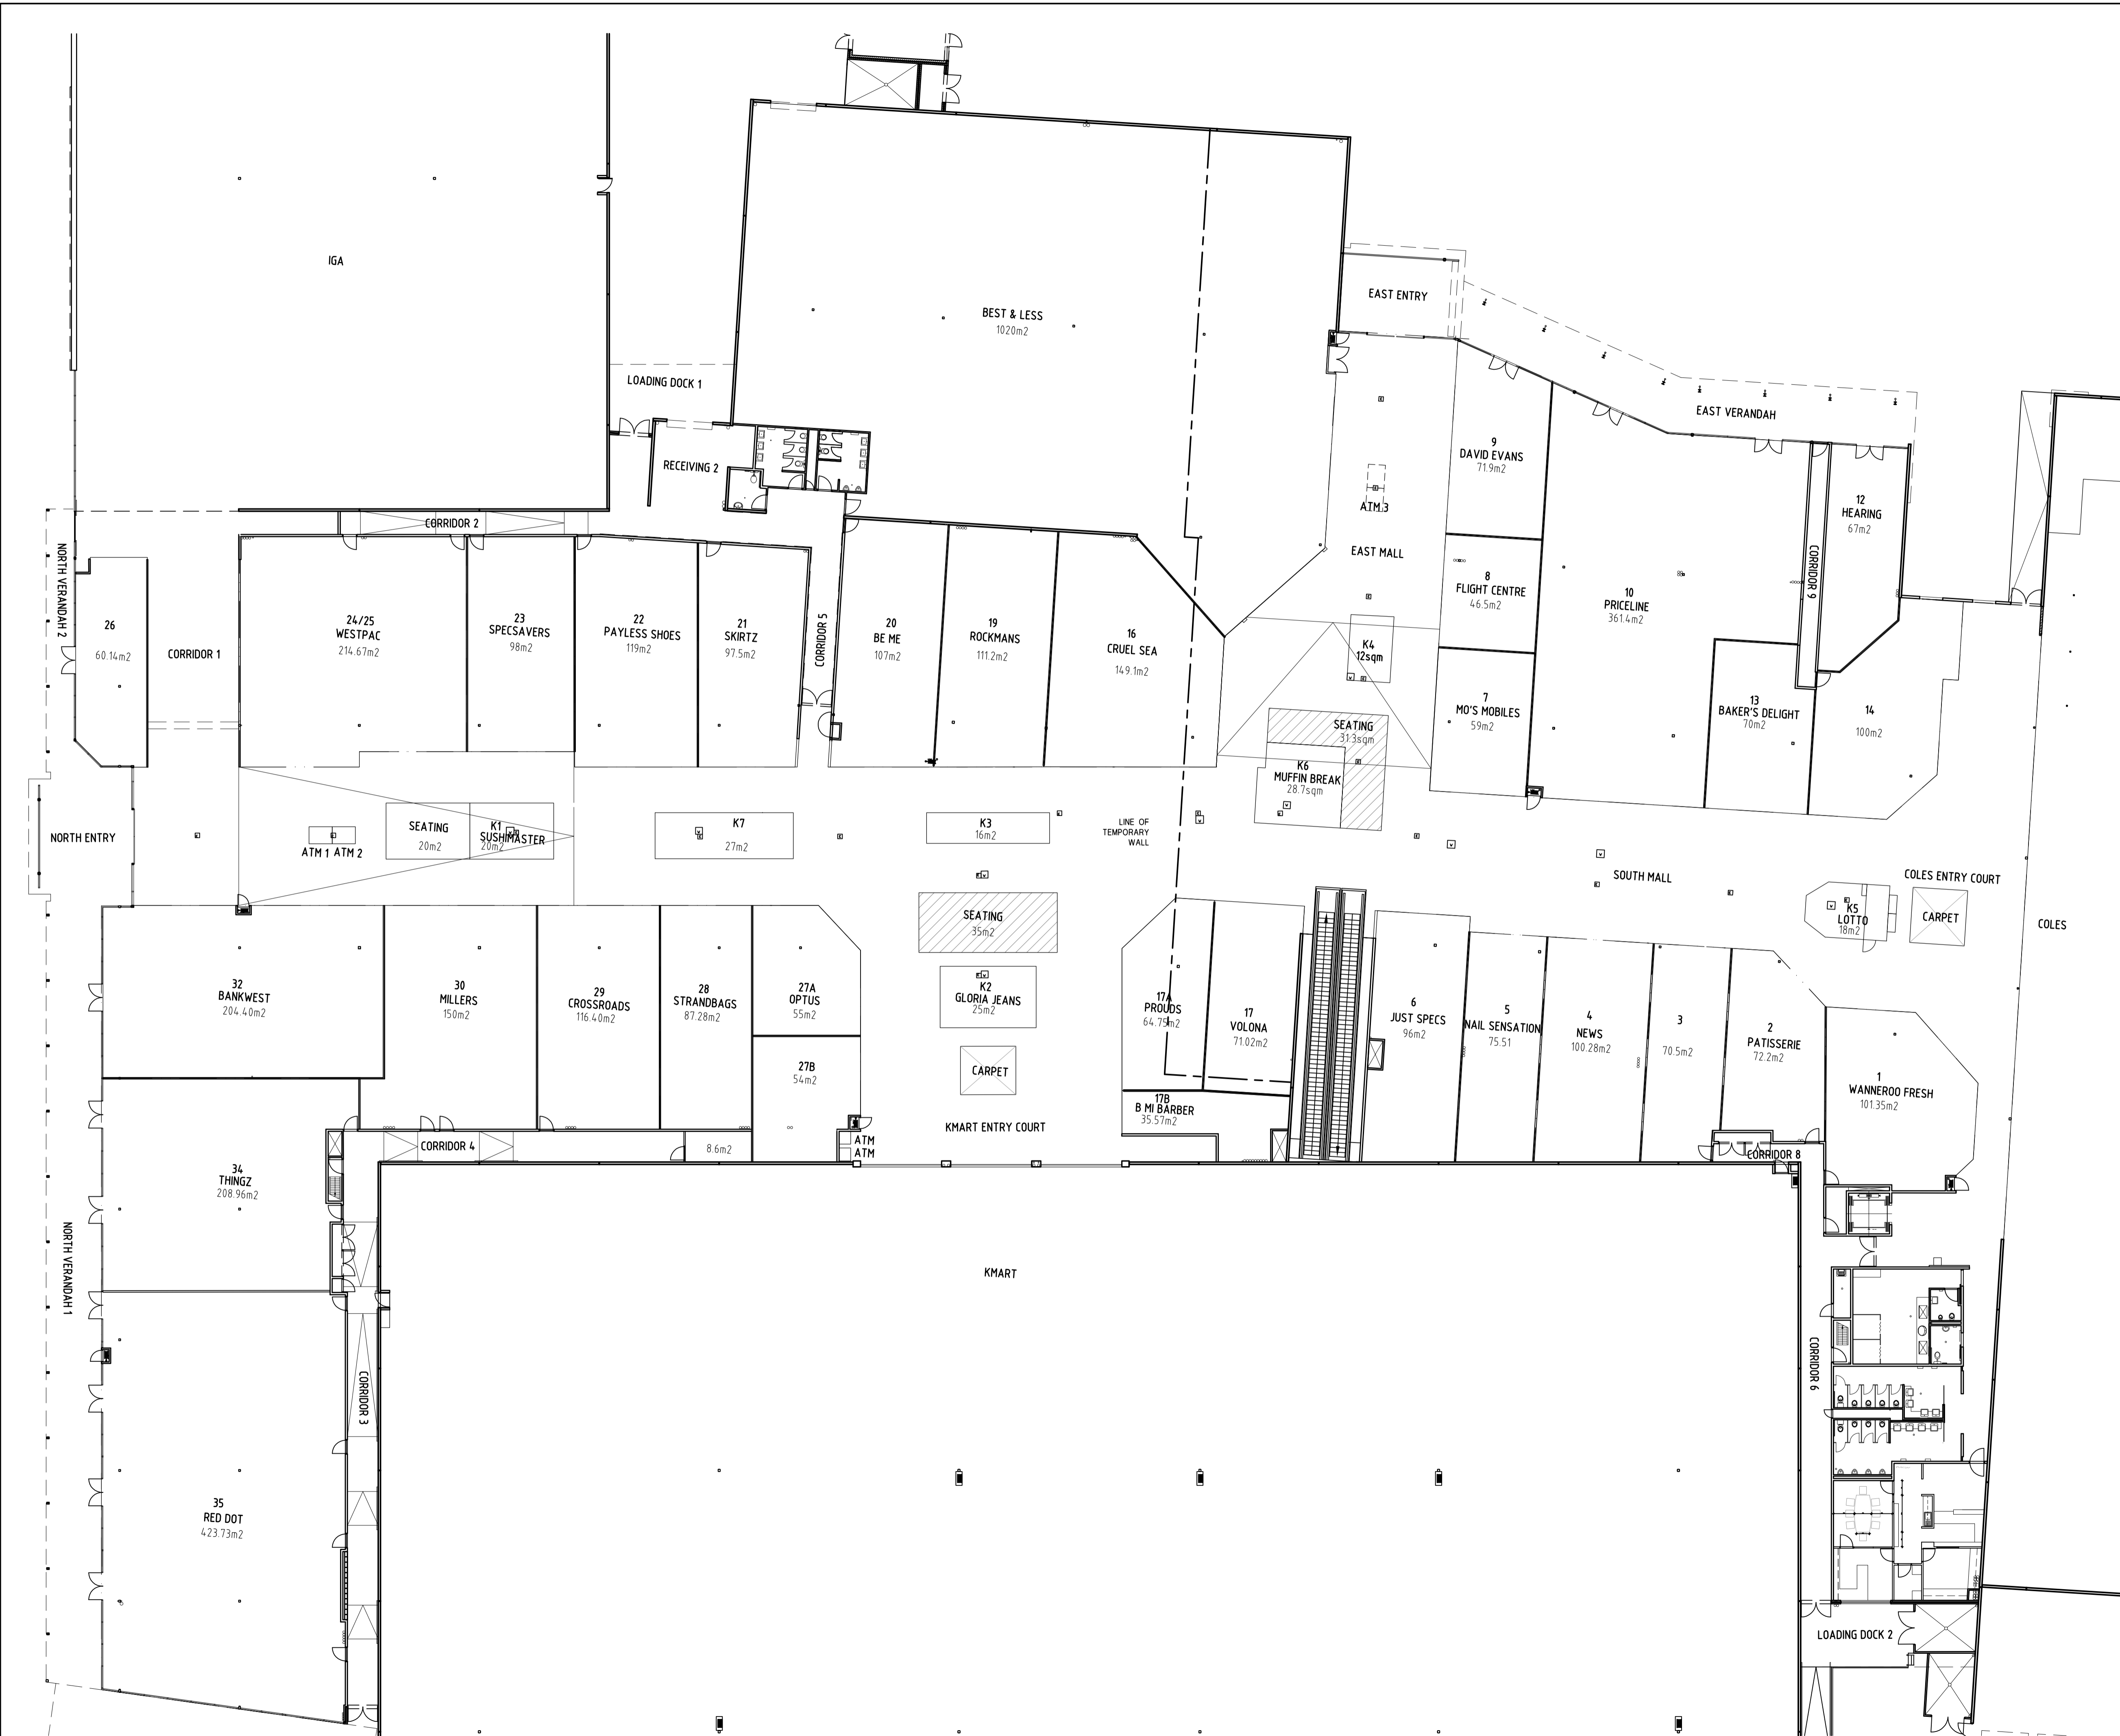 IGA
BEST & LESS
1020m2
EAST ENTRY
LOADING DOCK 1
EAST VERANDAH
RECEIVING 2
9
DAVID EVANS
71.9m2
ATM 3
EAST MALL
CORRIDOR 2
12
HEARING
67m2
CORRIDOR 9
NORTH VERANDAH 2
8
FLIGHT CENTRE
46.5m2
10
PRICELINE
361.4m2
26
60.14m2
CORRIDOR 1
24/25
WESTPAC
214.67m2
23
SPECSAVERS
98m2
22
PAYLESS SHOES
119m2
21
SKIRTZ
97.5m2
CORRIDOR 5
20
BE ME
107m2
19
ROCKMANS
111.2m2
16
CRUEL SEA
149.1m2
K4
12sqm
7
MO'S MOBILES
59m2
13
BAKER'S DELIGHT
70m2
14
100m2
SEATING
31.3sqm
K6
MUFFIN BREAK
28.7sqm
NORTH ENTRY
ATM 1 ATM 2
SEATING
20m2
K1
SUSHIMASTER
20m2
K7
27m2
K3
16m2
LINE OF
TEMPORARY
WALL
SOUTH MALL
COLES ENTRY COURT
K5
LOTTO
18m2
CARPET
COLES
SEATING
35m2
32
BANKWEST
204.40m2
30
MILLERS
150m2
29
CROSSROADS
116.40m2
28
STRANDBAGS
87.28m2
27A
OPTUS
55m2
K2
GLORIA JEANS
25m2
17A
PROUDS
64.75m2
17
VOLONA
71.02m2
6
JUST SPECS
96m2
5
NAIL SENSATION
75.51
4
NEWS
100.28m2
3
70.5m2
2
PATISSERIE
72.2m2
1
WANNEROO FRESH
101.35m2
27B
54m2
CARPET
17B
B MI BARBER
35.57m2
KMART ENTRY COURT
ATM
ATM
CORRIDOR 4
8.6m2
CORRIDOR 8
34
THINGZ
208.96m2
NORTH VERANDAH 1
KMART
CORRIDOR 3
CORRIDOR 6
35
RED DOT
423.73m2
LOADING DOCK 2